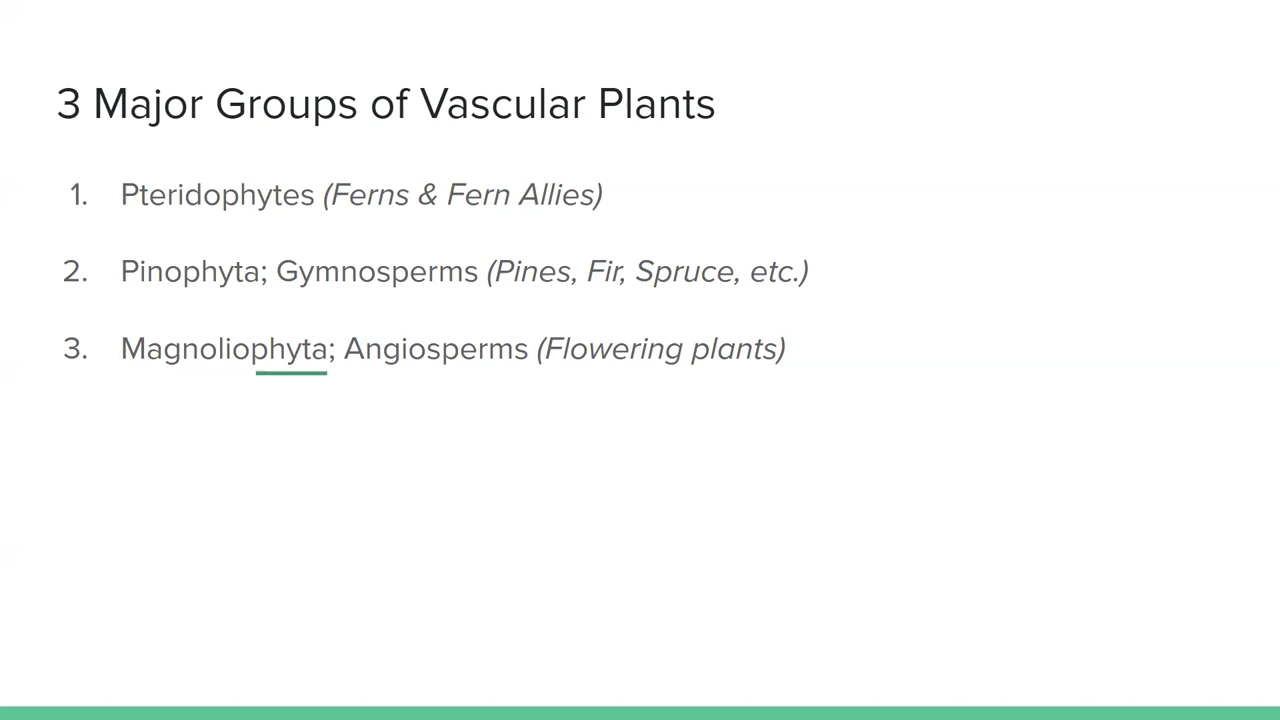 3 Major Groups of Vascular Plants
1. Pteridophytes (Ferns & Fern Allies)
2. Pinophyta; Gymnosperms (Pines, Fir, Spruce, etc.)
3. Magnoliophyta; Angiosperms (Flowering plants)